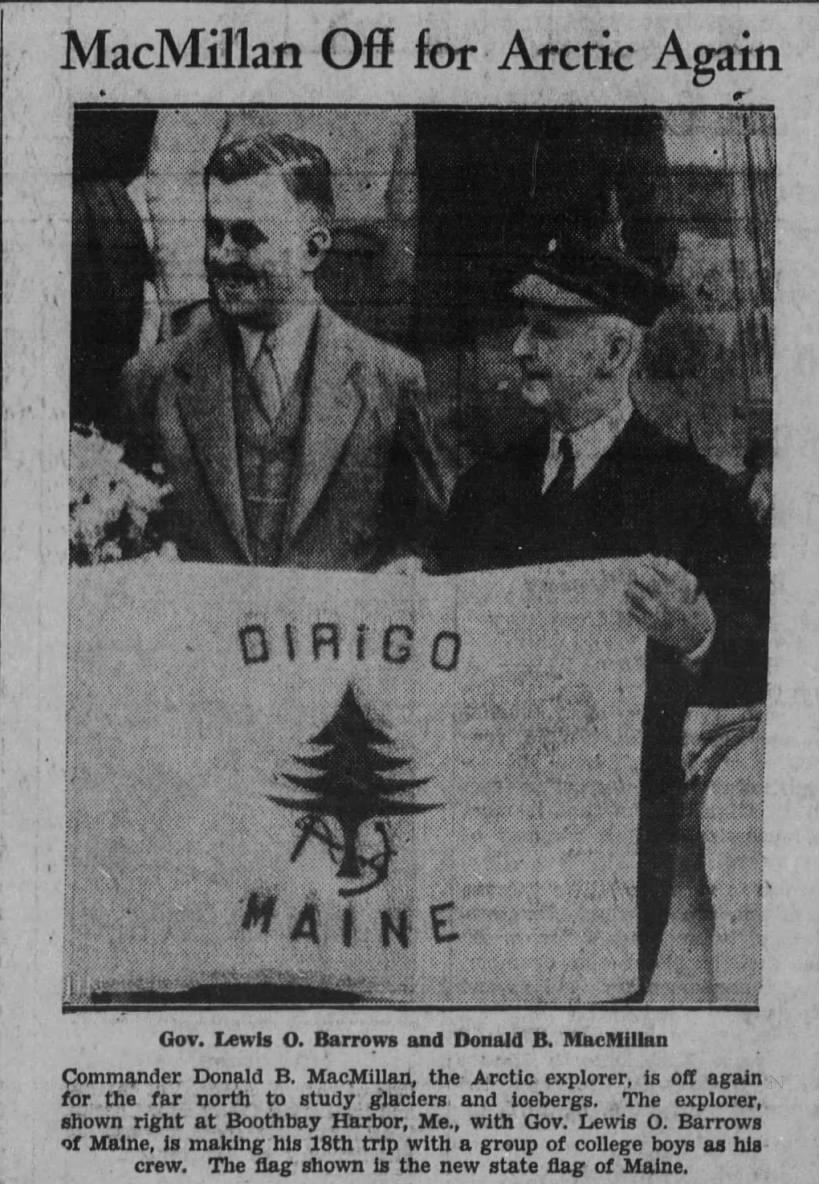 MacMillan Off for Arctic Again
DIRiGO
MAINE
Gov. Lewis O. Barrows and Donald B. MacMillan
Commander Donald B. MacMillan, the Arctic explorer, is off again
for the far north to study glaciers and icebergs. The explorer,
shown right at Boothbay Harbor, Me., with Gov. Lewis O. Barrows
of Maine, is making his 18th trip with a group of college boys as his
crew. The flag shown is the new state flag of Maine.